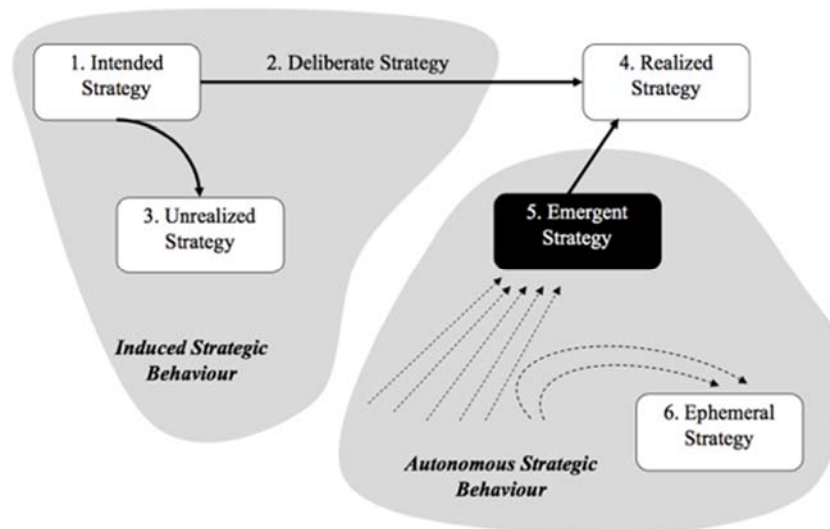 1. Intended
Strategy
2. Deliberate Strategy
4. Realized
Strategy
3. Unrealized
Strategy
5. Emergent
Strategy
Induced Strategic
Behaviour
6. Ephemeral
Strategy
Autonomous Strategic
Behaviour